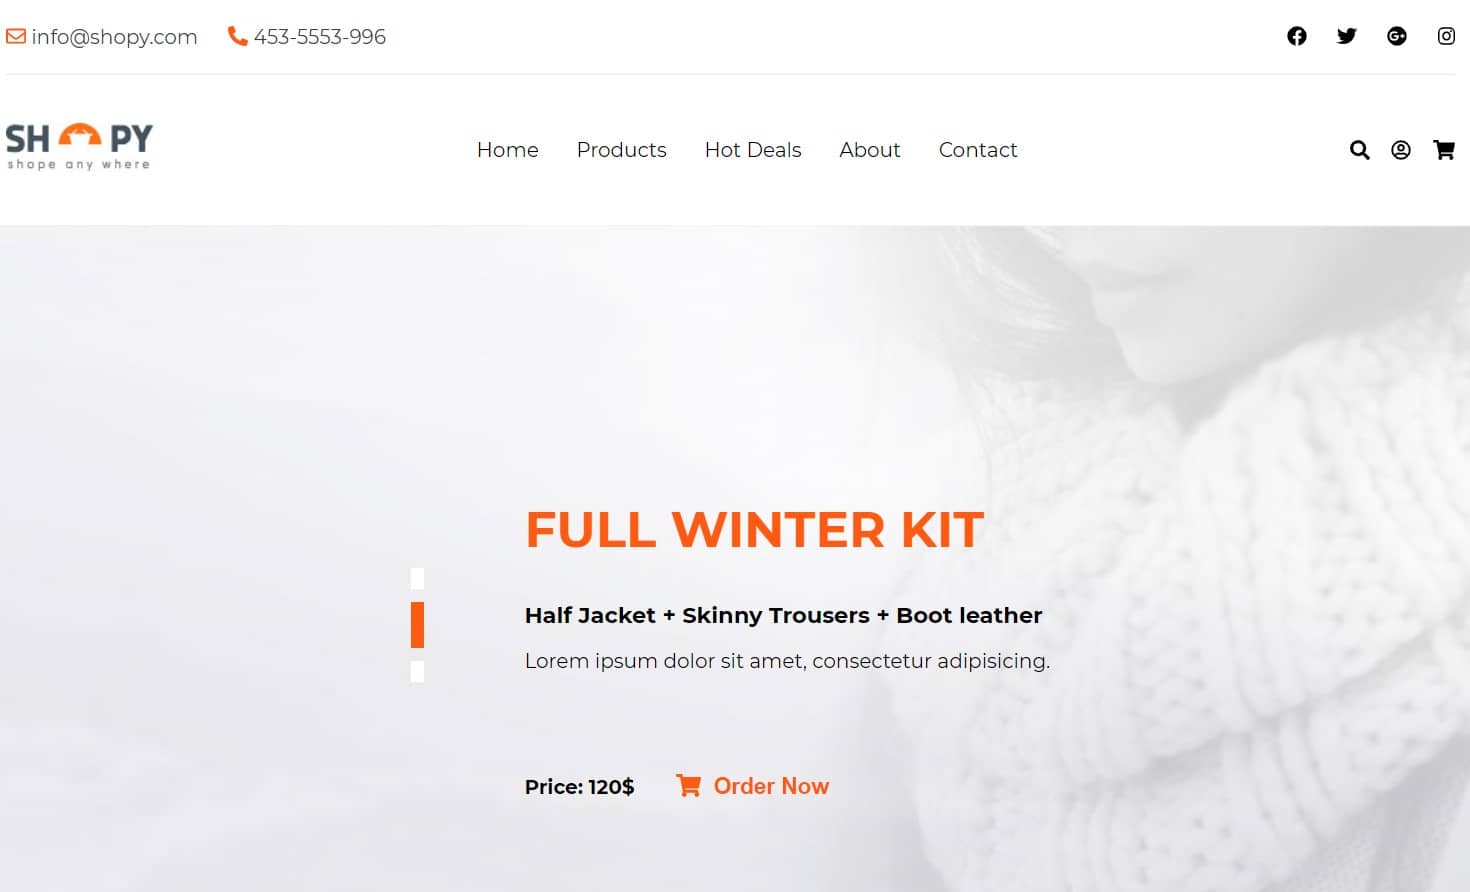 info@shopy.com 453-5553-996
SH PY
shope any where
Home Products Hot Deals About Contact
FULL WINTER KIT
Half Jacket + Skinny Trousers + Boot leather
Lorem ipsum dolor sit amet, consectetur adipisicing.
Price: 120$ Order Now